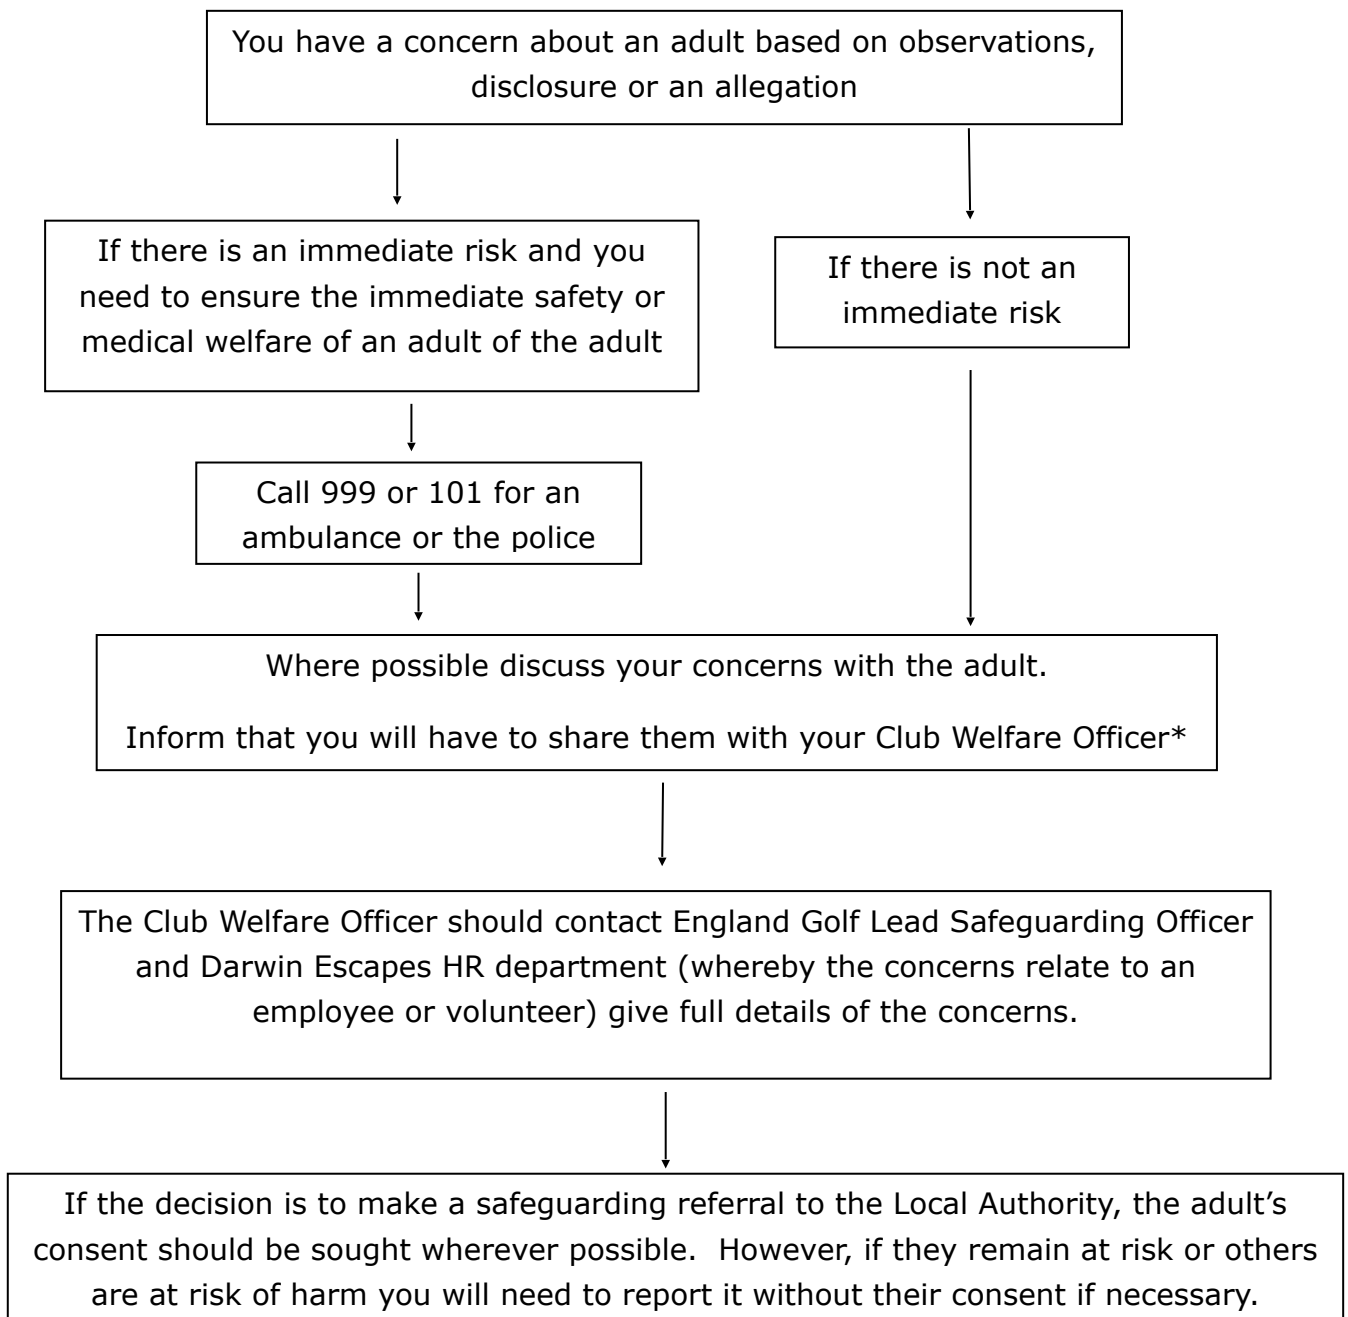 You have a concern about an adult based on observations,
disclosure or an allegation
If there is an immediate risk and you
need to ensure the immediate safety or
medical welfare of an adult of the adult
If there is not an
immediate risk
Call 999 or 101 for an
ambulance or the police
Where possible discuss your concerns with the adult.
Inform that you will have to share them with your Club Welfare Officer*
The Club Welfare Officer should contact England Golf Lead Safeguarding Officer
and Darwin Escapes HR department (whereby the concerns relate to an
employee or volunteer) give full details of the concerns.
If the decision is to make a safeguarding referral to the Local Authority, the adult’s
consent should be sought wherever possible.  However, if they remain at risk or others
are at risk of harm you will need to report it without their consent if necessary.